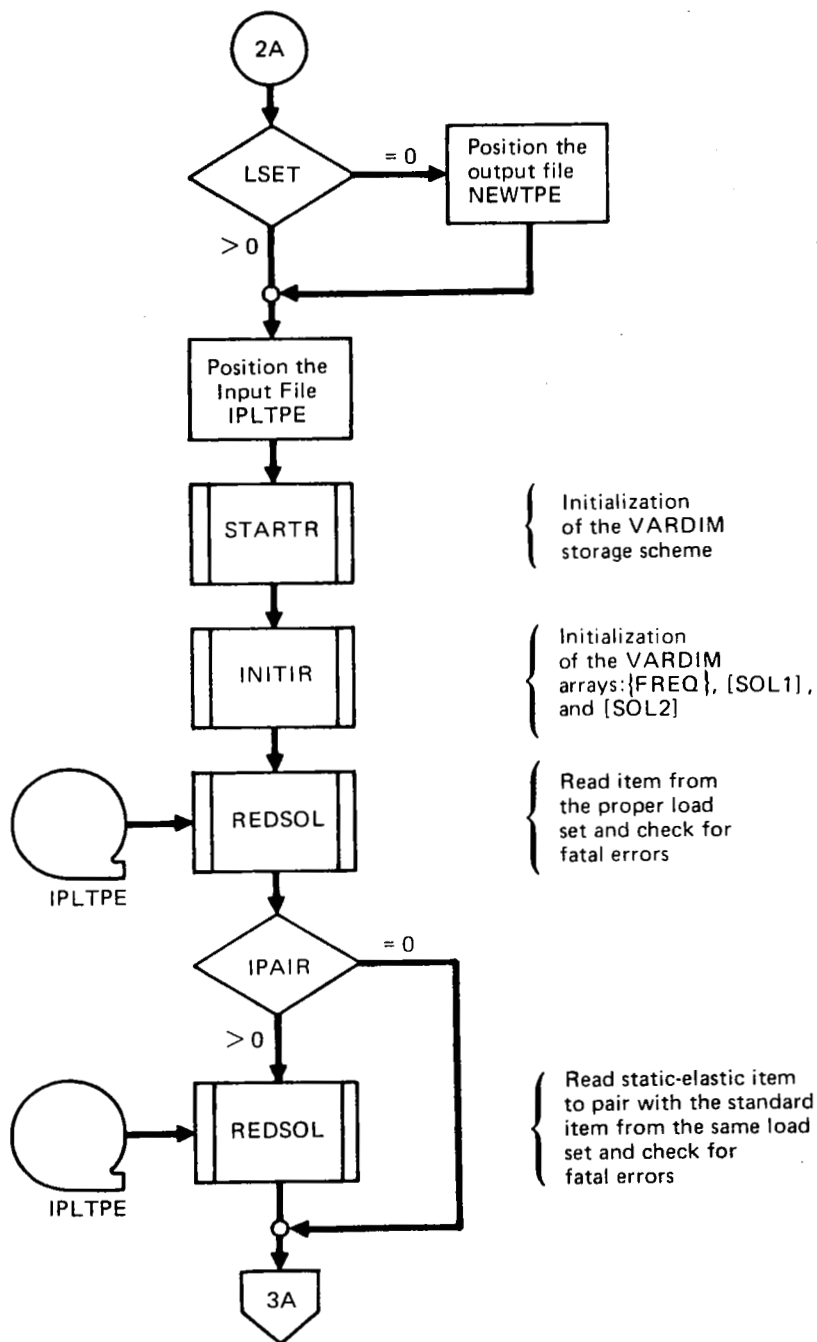 2A
LSET
= 0
Position the
output file
NEWTPE
> 0
Position the
Input File
IPLTPE
STARTR
Initialization
of the VARDIM
storage scheme
INITIR
Initialization
of the VARDIM
arrays:{FREQ}, [SOL1] ,
and [SOL2]
REDSOL
Read item from
the proper load
set and check for
fatal errors
IPLTPE
IPAIR
= 0
> 0
REDSOL
Read static-elastic item
to pair with the standard
item from the same load
set and check for
fatal errors
IPLTPE
3A